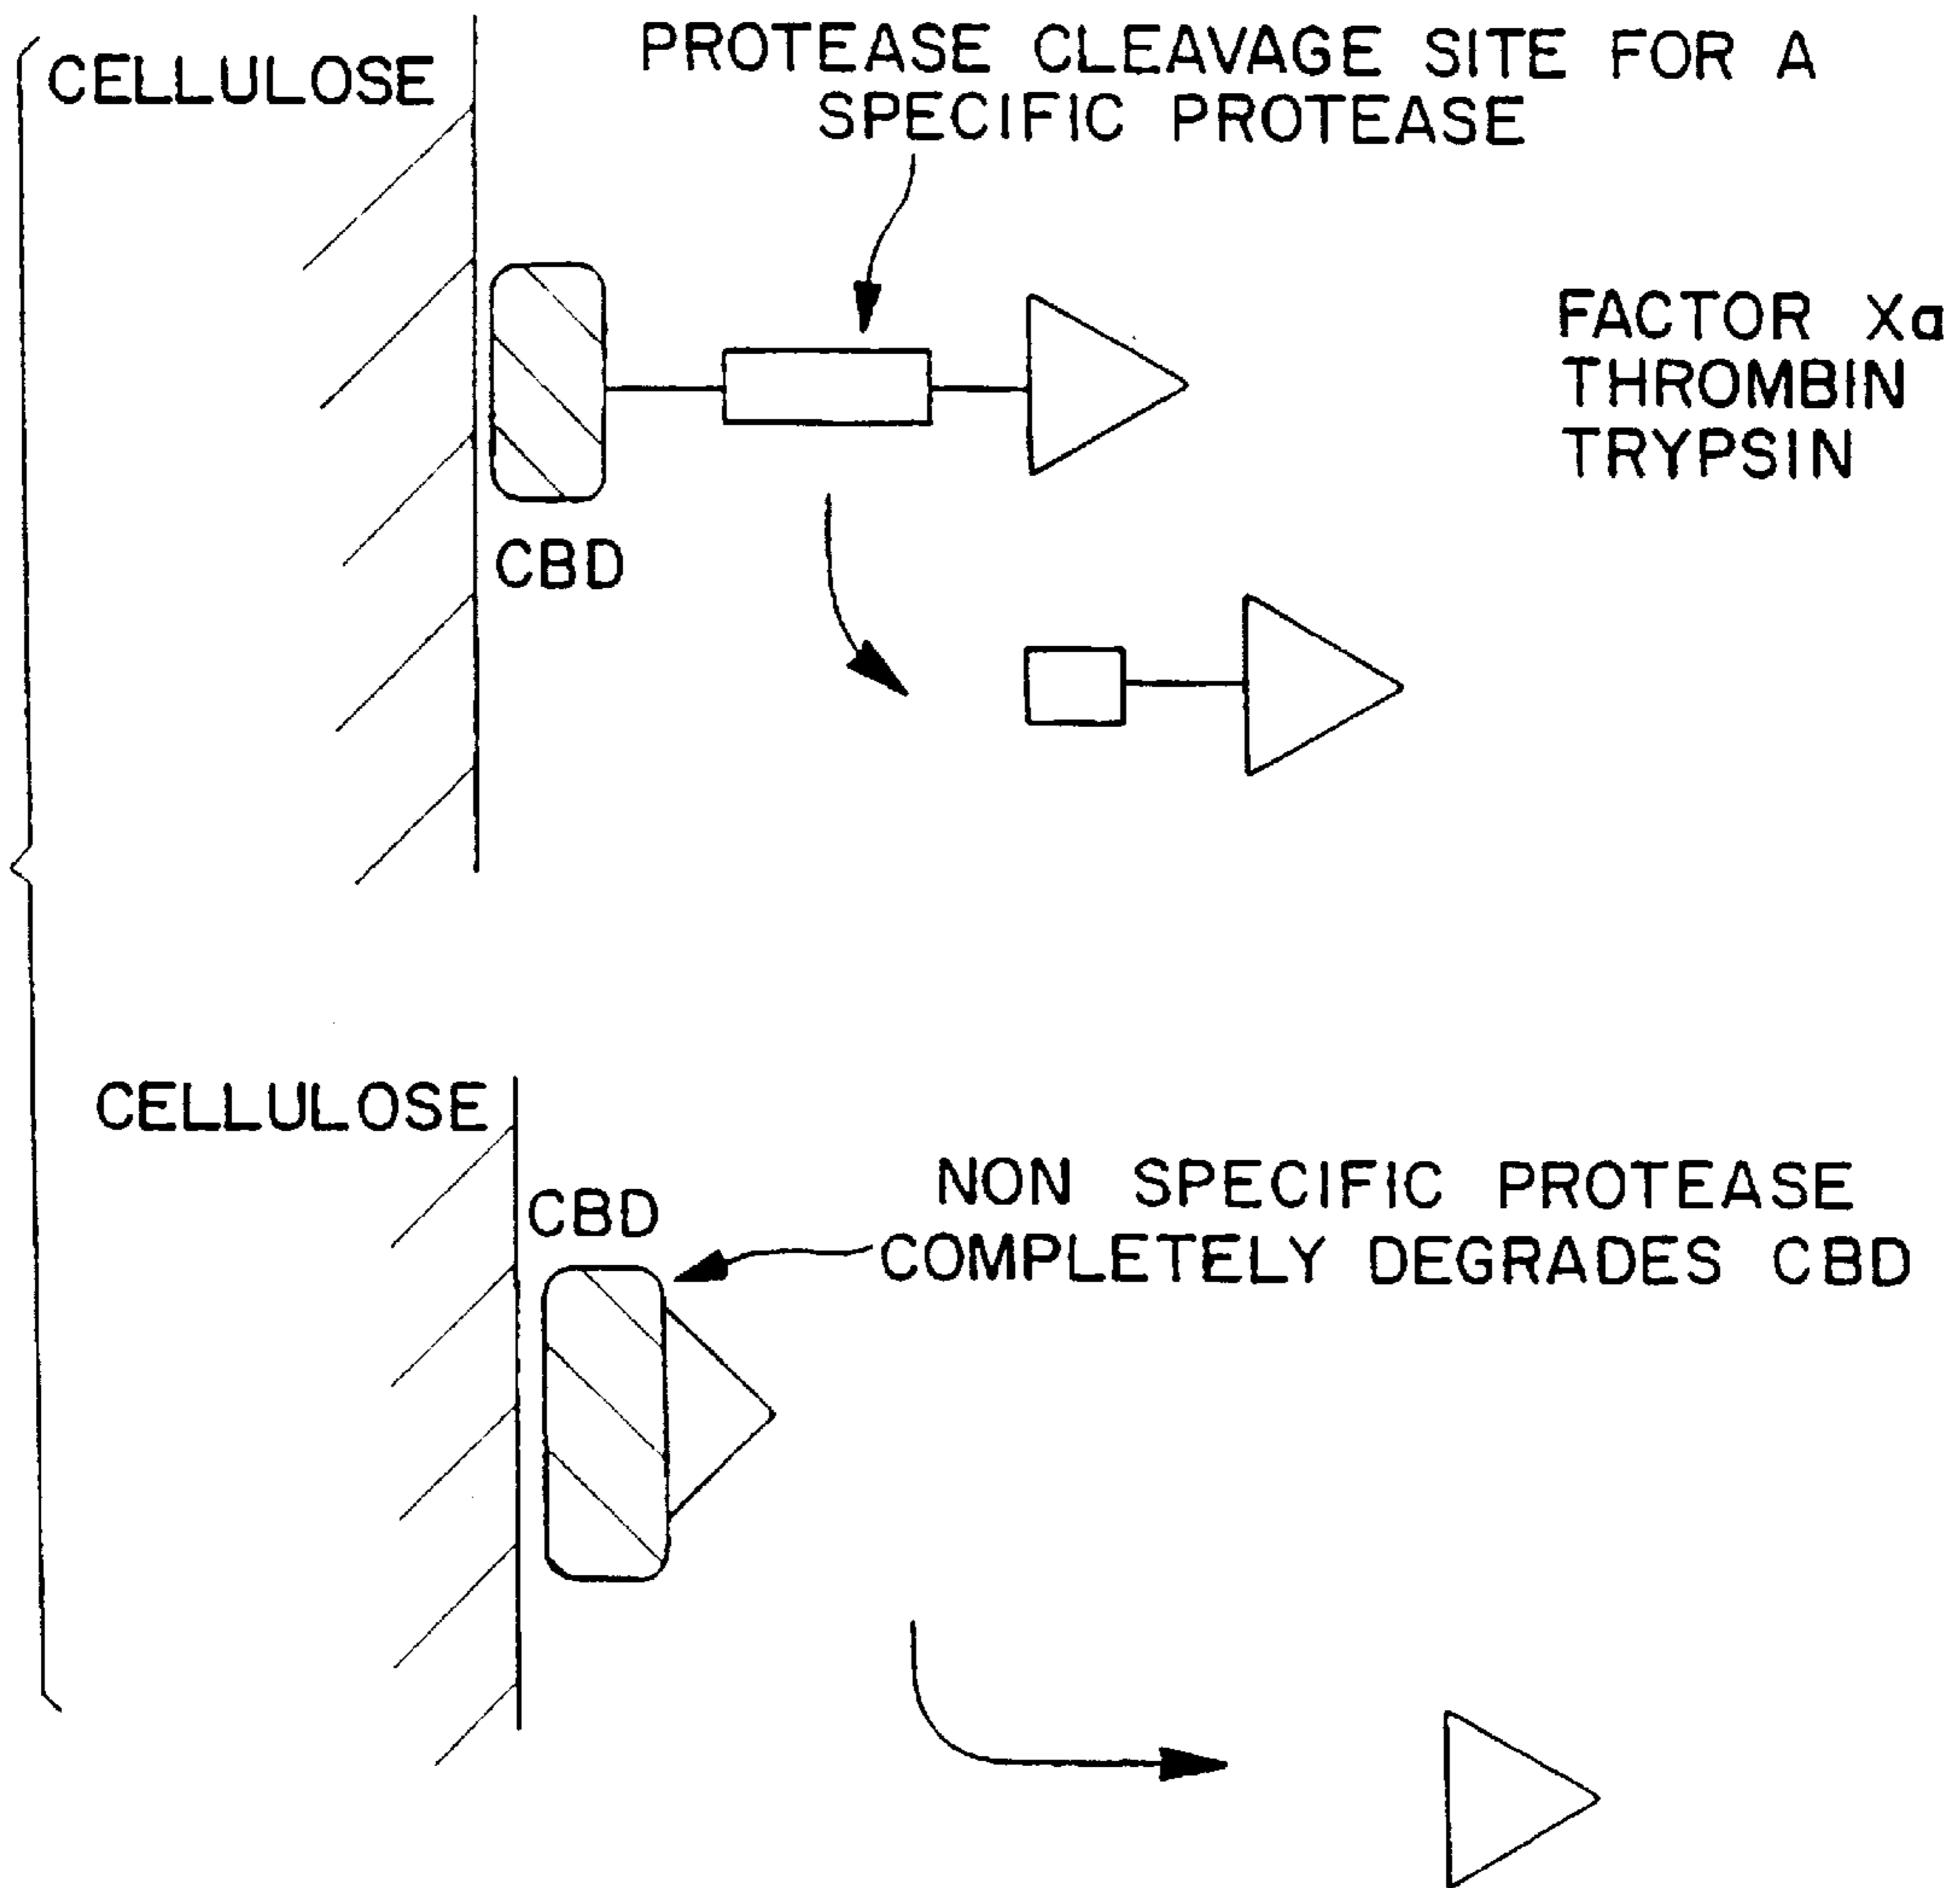 CELLULOSE
PROTEASE CLEAVAGE SITE FOR A
SPECIFIC PROTEASE
FACTOR Xa
THROMBIN
TRYPSIN
CBD
CELLULOSE
CBD
NON SPECIFIC PROTEASE
COMPLETELY DEGRADES CBD